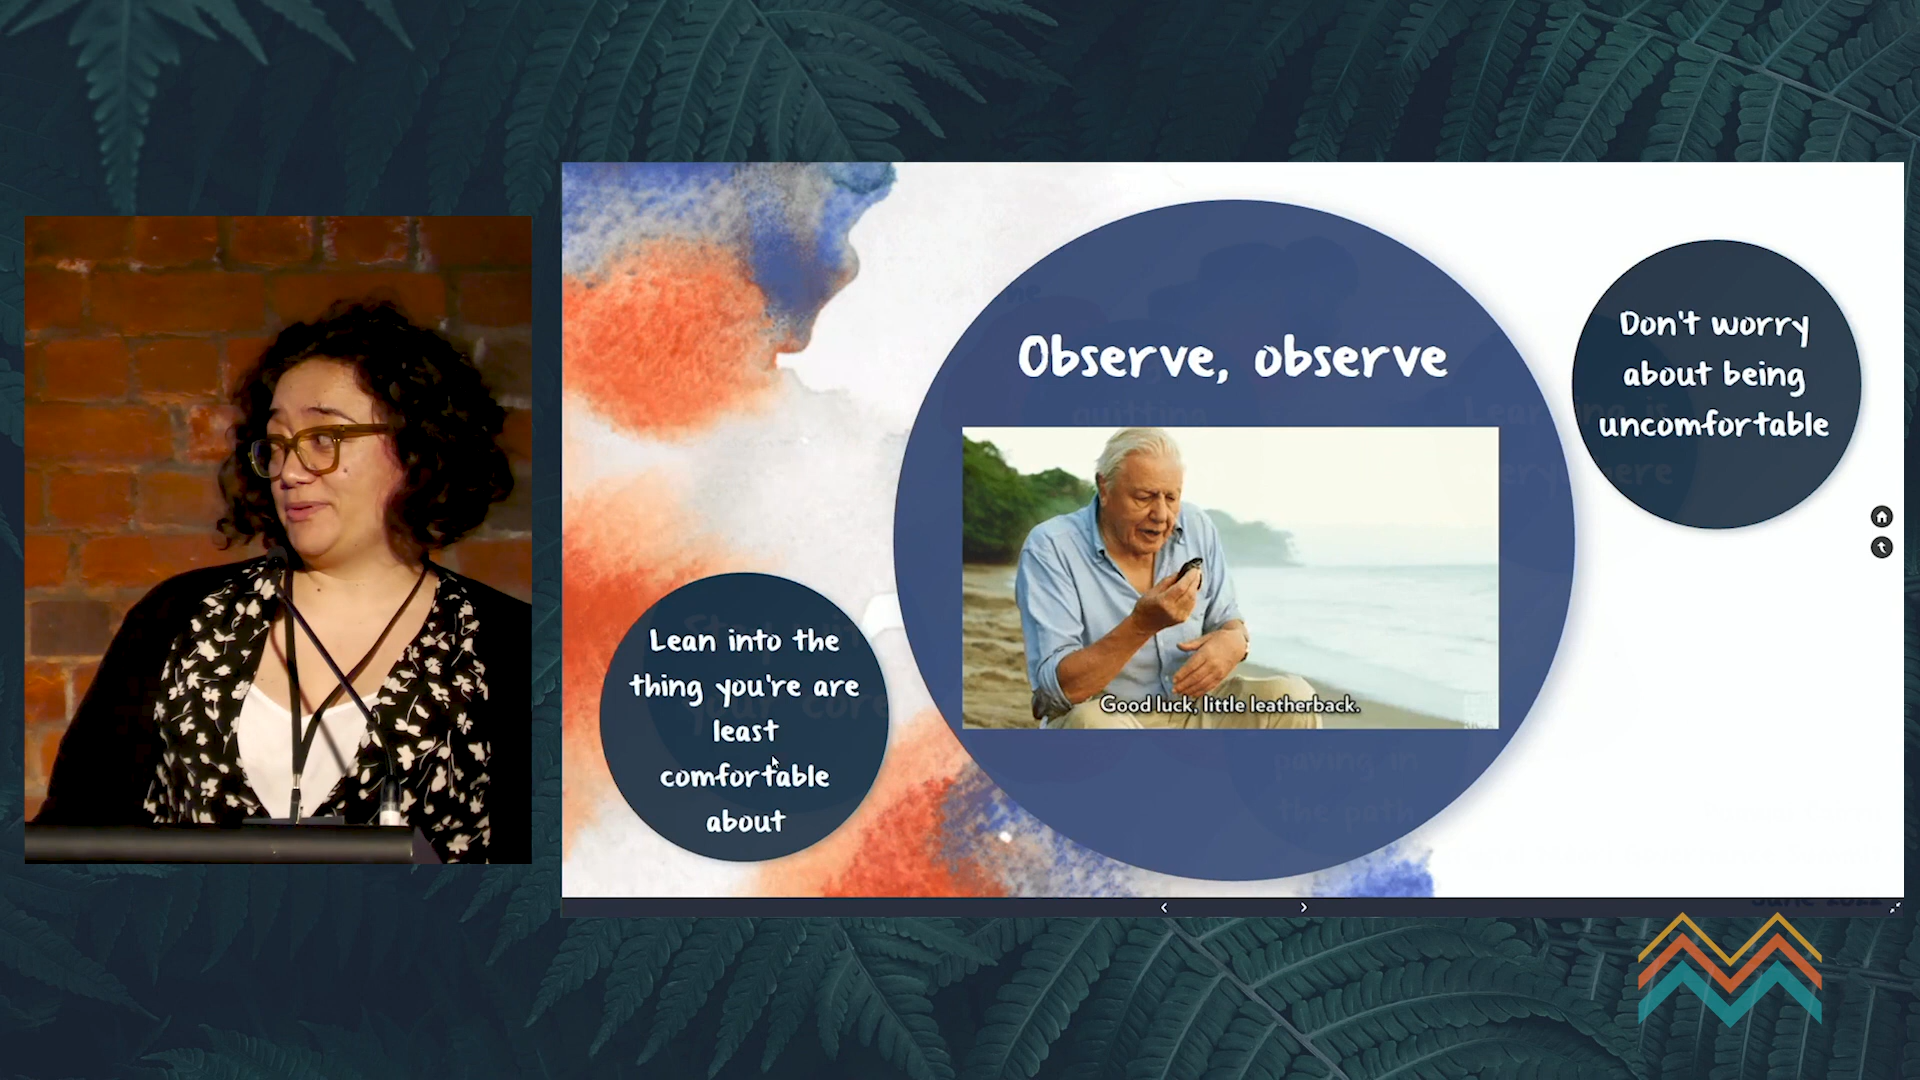 Observe, observe
Good luck, little leatherback.
Don't worry
about being
uncomfortable
Lean into the
thing you're are
least
comfortable
about